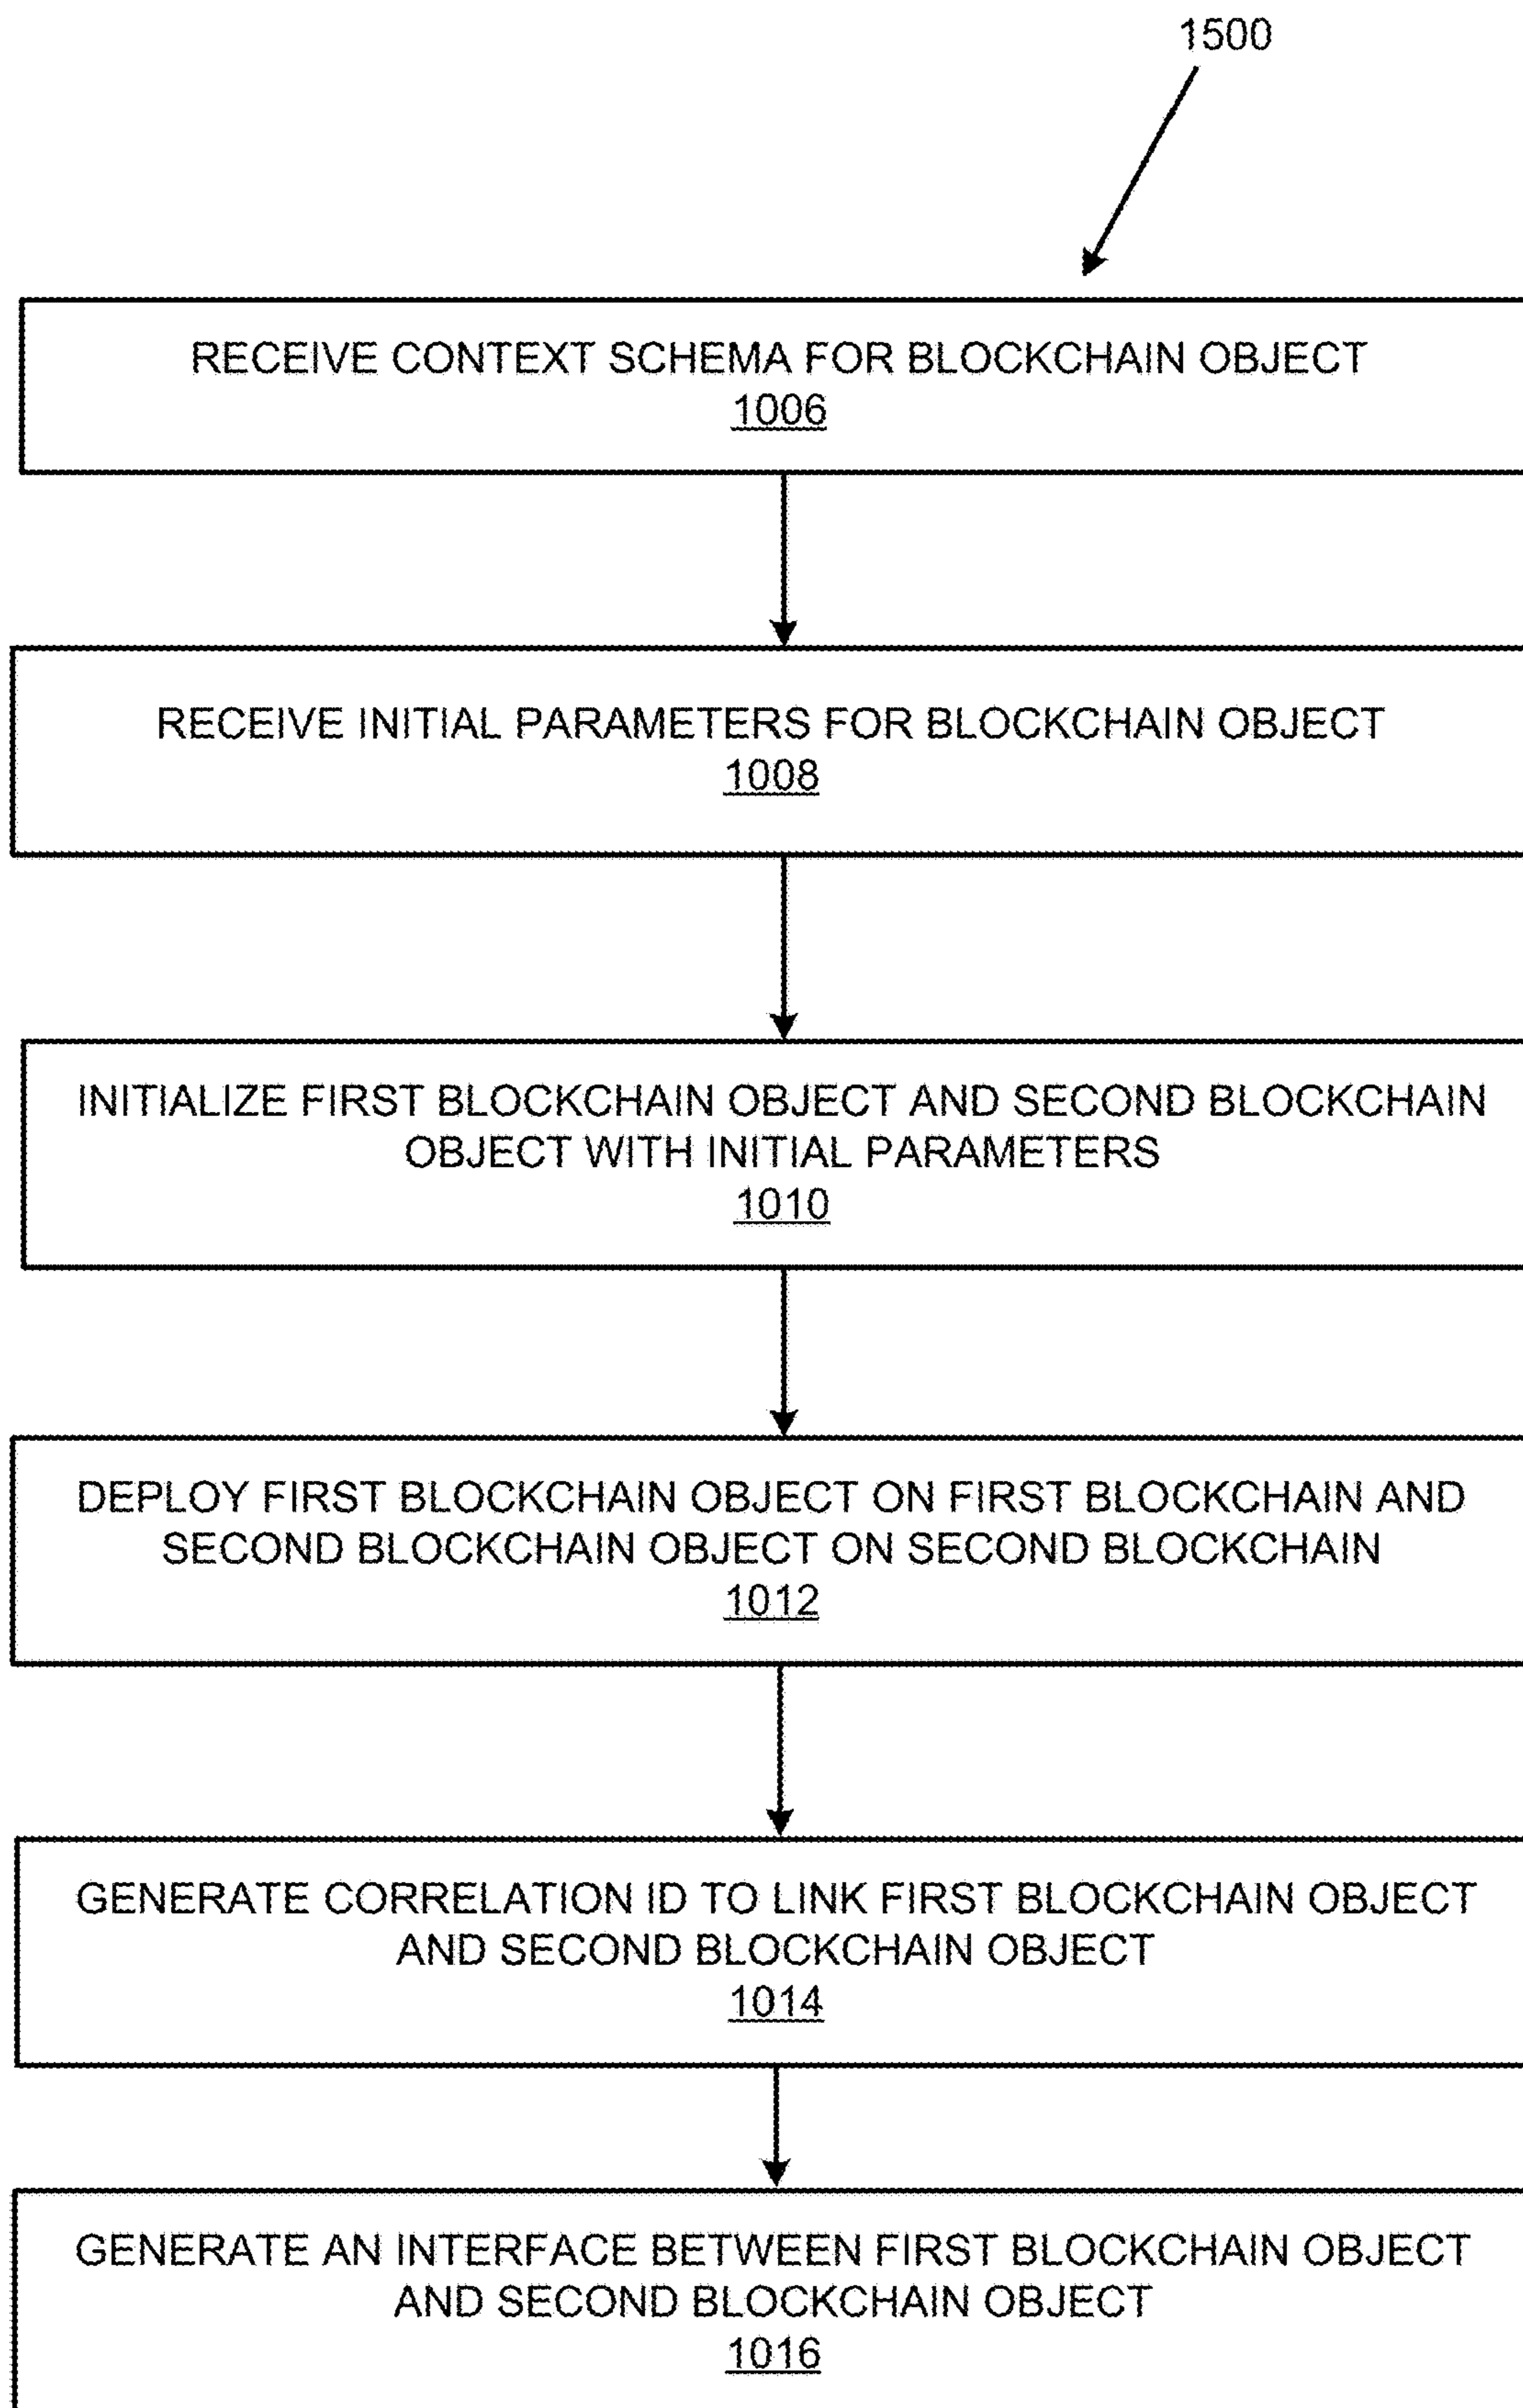 1500
RECEIVE CONTEXT SCHEMA FOR BLOCKCHAIN OBJECT
1006
RECEIVE INITIAL PARAMETERS FOR BLOCKCHAIN OBJECT
1008
INITIALIZE FIRST BLOCKCHAIN OBJECT AND SECOND BLOCKCHAIN
OBJECT WITH INITIAL PARAMETERS
1010
DEPLOY FIRST BLOCKCHAIN OBJECT ON FIRST BLOCKCHAIN AND
SECOND BLOCKCHAIN OBJECT ON SECOND BLOCKCHAIN
1012
GENERATE CORRELATION ID TO LINK FIRST BLOCKCHAIN OBJECT
AND SECOND BLOCKCHAIN OBJECT
1014
GENERATE AN INTERFACE BETWEEN FIRST BLOCKCHAIN OBJECT
AND SECOND BLOCKCHAIN OBJECT
1016